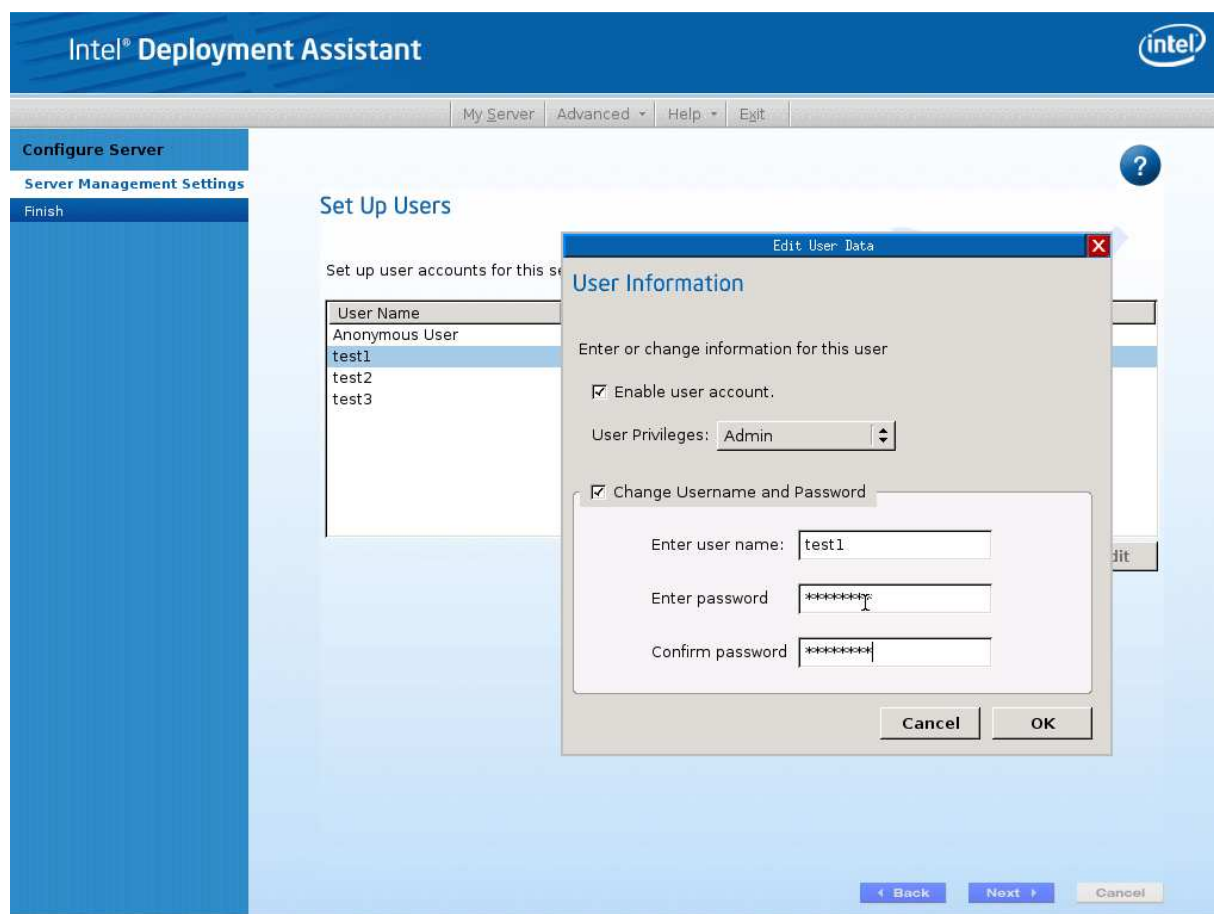 Intel® Deployment Assistant
intel
My Server Advanced Help Exit
Configure Server
Server Management Settings
Finish
?
Set Up Users
Set up user accounts for this se
User Name
Anonymous User
test1
test2
test3
dit
Edit User Data
X
User Information
Enter or change information for this user
Enable user account.
User Privileges: Admin
Change Username and Password
Enter user name: test1
Enter password ********
Confirm password ********
Cancel OK
Back Next Cancel